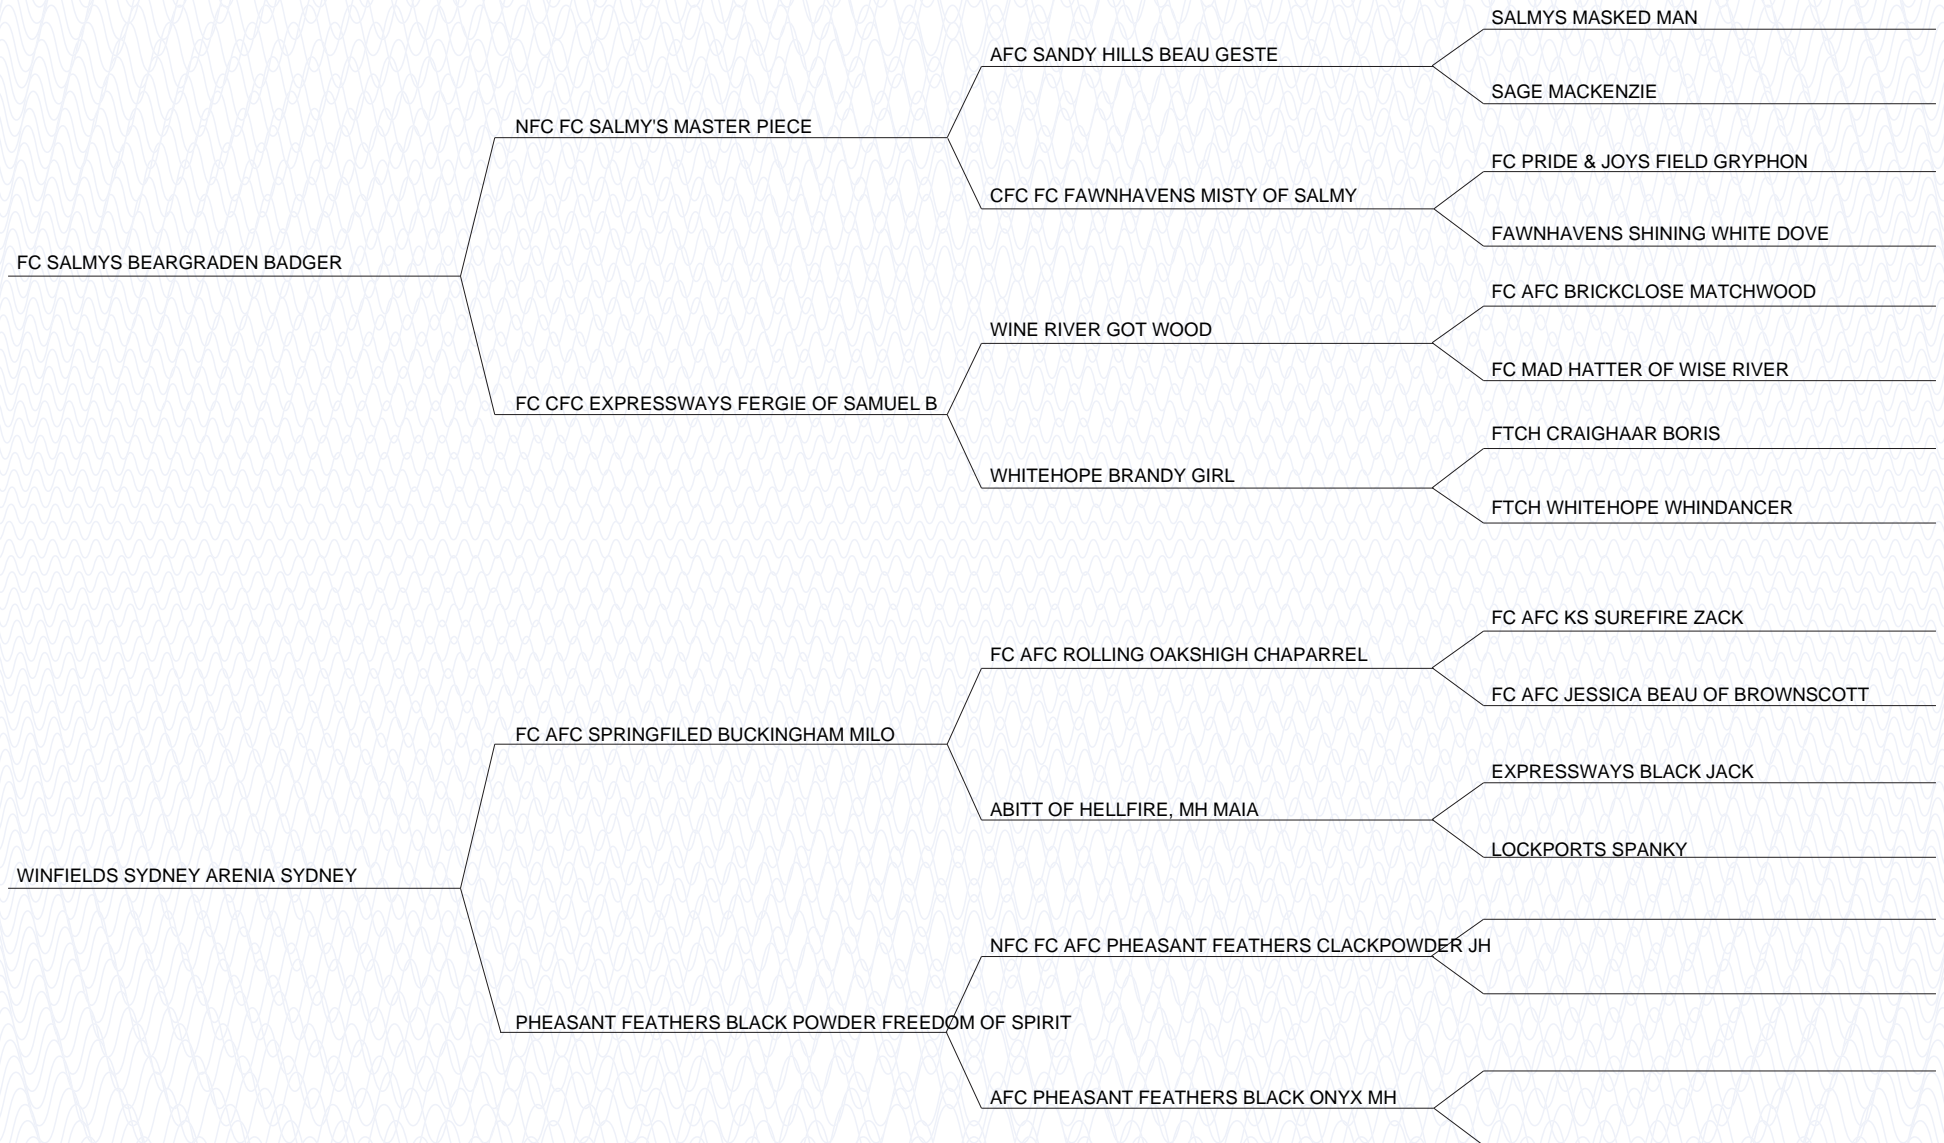 SALMYS MASKED MAN
AFC SANDY HILLS BEAU GESTE
SAGE MACKENZIE
NFC FC SALMY'S MASTER PIECE
FC PRIDE & JOYS FIELD GRYPHON
CFC FC FAWNHAVENS MISTY OF SALMY
FAWNHAVENS SHINING WHITE DOVE
FC SALMYS BEARGRADEN BADGER
FC AFC BRICKCLOSE MATCHWOOD
WINE RIVER GOT WOOD
FC MAD HATTER OF WISE RIVER
FC CFC EXPRESSWAYS FERGIE OF SAMUEL B
FTCH CRAIGHAAR BORIS
WHITEHOPE BRANDY GIRL
FTCH WHITEHOPE WHINDANCER
FC AFC KS SUREFIRE ZACK
FC AFC ROLLING OAKSHIGH CHAPARREL
FC AFC JESSICA BEAU OF BROWNSCOTT
FC AFC SPRINGFILED BUCKINGHAM MILO
EXPRESSWAYS BLACK JACK
ABITT OF HELLFIRE, MH MAIA
LOCKPORTS SPANKY
WINFIELDS SYDNEY ARENIA SYDNEY
NFC FC AFC PHEASANT FEATHERS CLACKPOWDER JH
PHEASANT FEATHERS BLACK POWDER FREEDOM OF SPIRIT
AFC PHEASANT FEATHERS BLACK ONYX MH